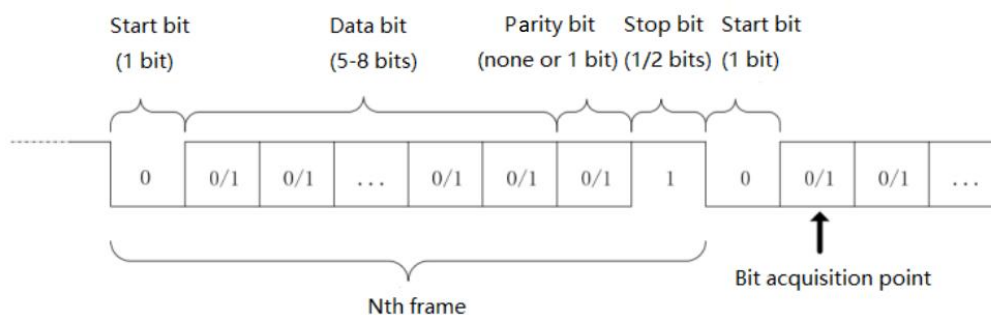 Start bit Data bit Parity bit Stop bit Start bit
(1 bit) (5-8 bits) (none or 1 bit) (1/2 bits) (1 bit)
0 0/1 0/1 ... 0/1 0/1 0/1 1 0 0/1 0/1 ...
Bit acquisition point
Nth frame